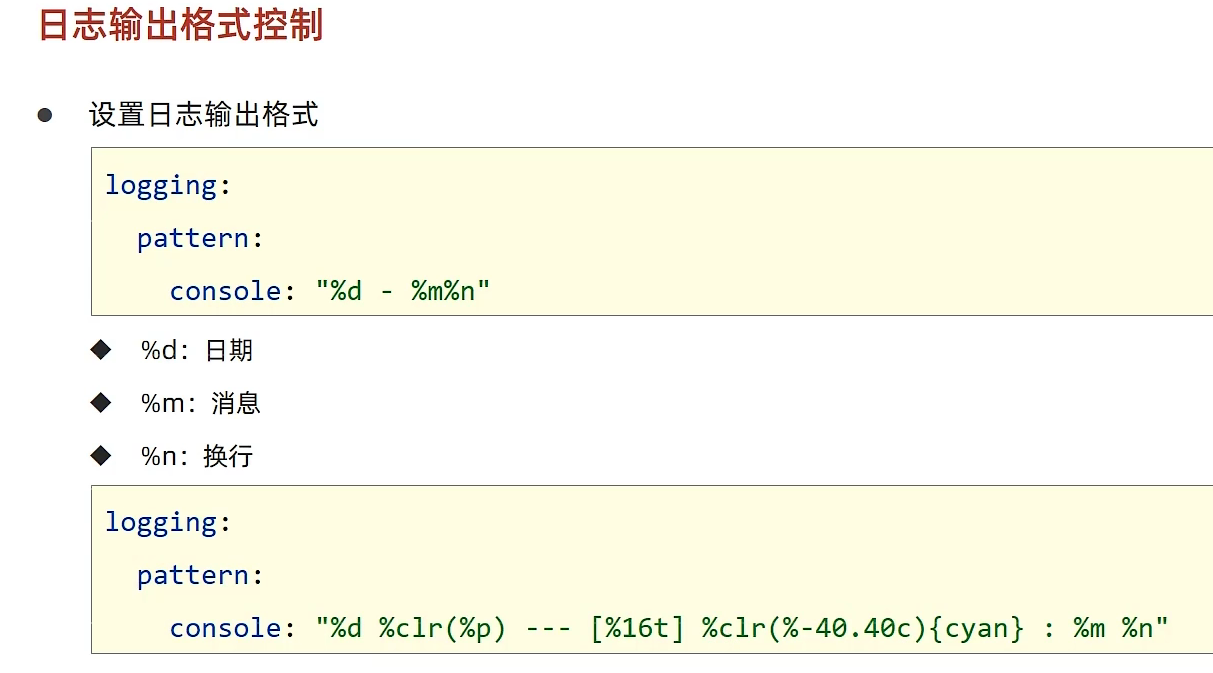 日志输出格式控制
● 设置日志输出格式
logging:
  pattern:
    console: "%d - %m%n"
◆ %d：日期
◆ %m：消息
◆ %n：换行
logging:
  pattern:
    console: "%d %clr(%p) --- [%16t] %clr(%-40.40c){cyan} : %m %n"